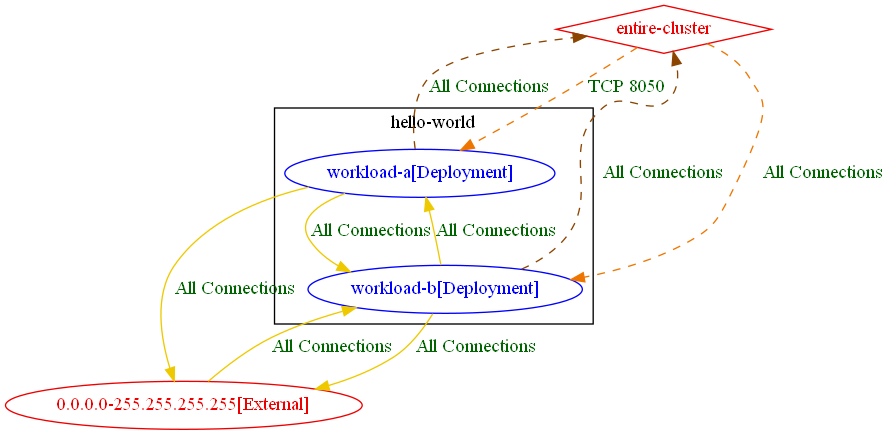 entire-cluster
All Connections
TCP 8050
hello-world
workload-a[Deployment]
All Connections
All Connections
All Connections
All Connections
All Connections
workload-b[Deployment]
All Connections
All Connections
0.0.0.0-255.255.255.255[External]